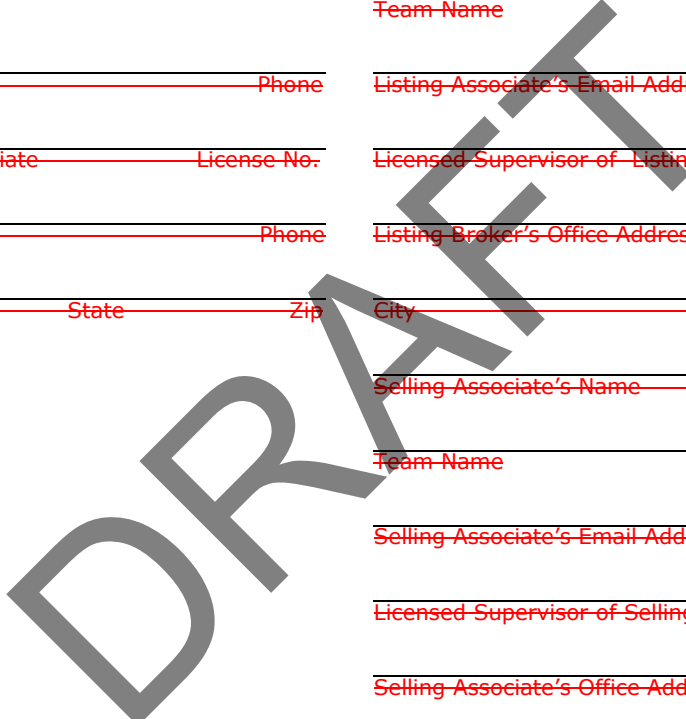 Team Name
Phone Listing Associate's Email Add
iate License No. Licensed Supervisor of Listin
Phone Listing Broker's Office Addres
State Zip City
Selling Associate's Name
Team Name
Selling Associate's Email Add
Licensed Supervisor of Selling
Selling Associate's Office Add
DRAFT